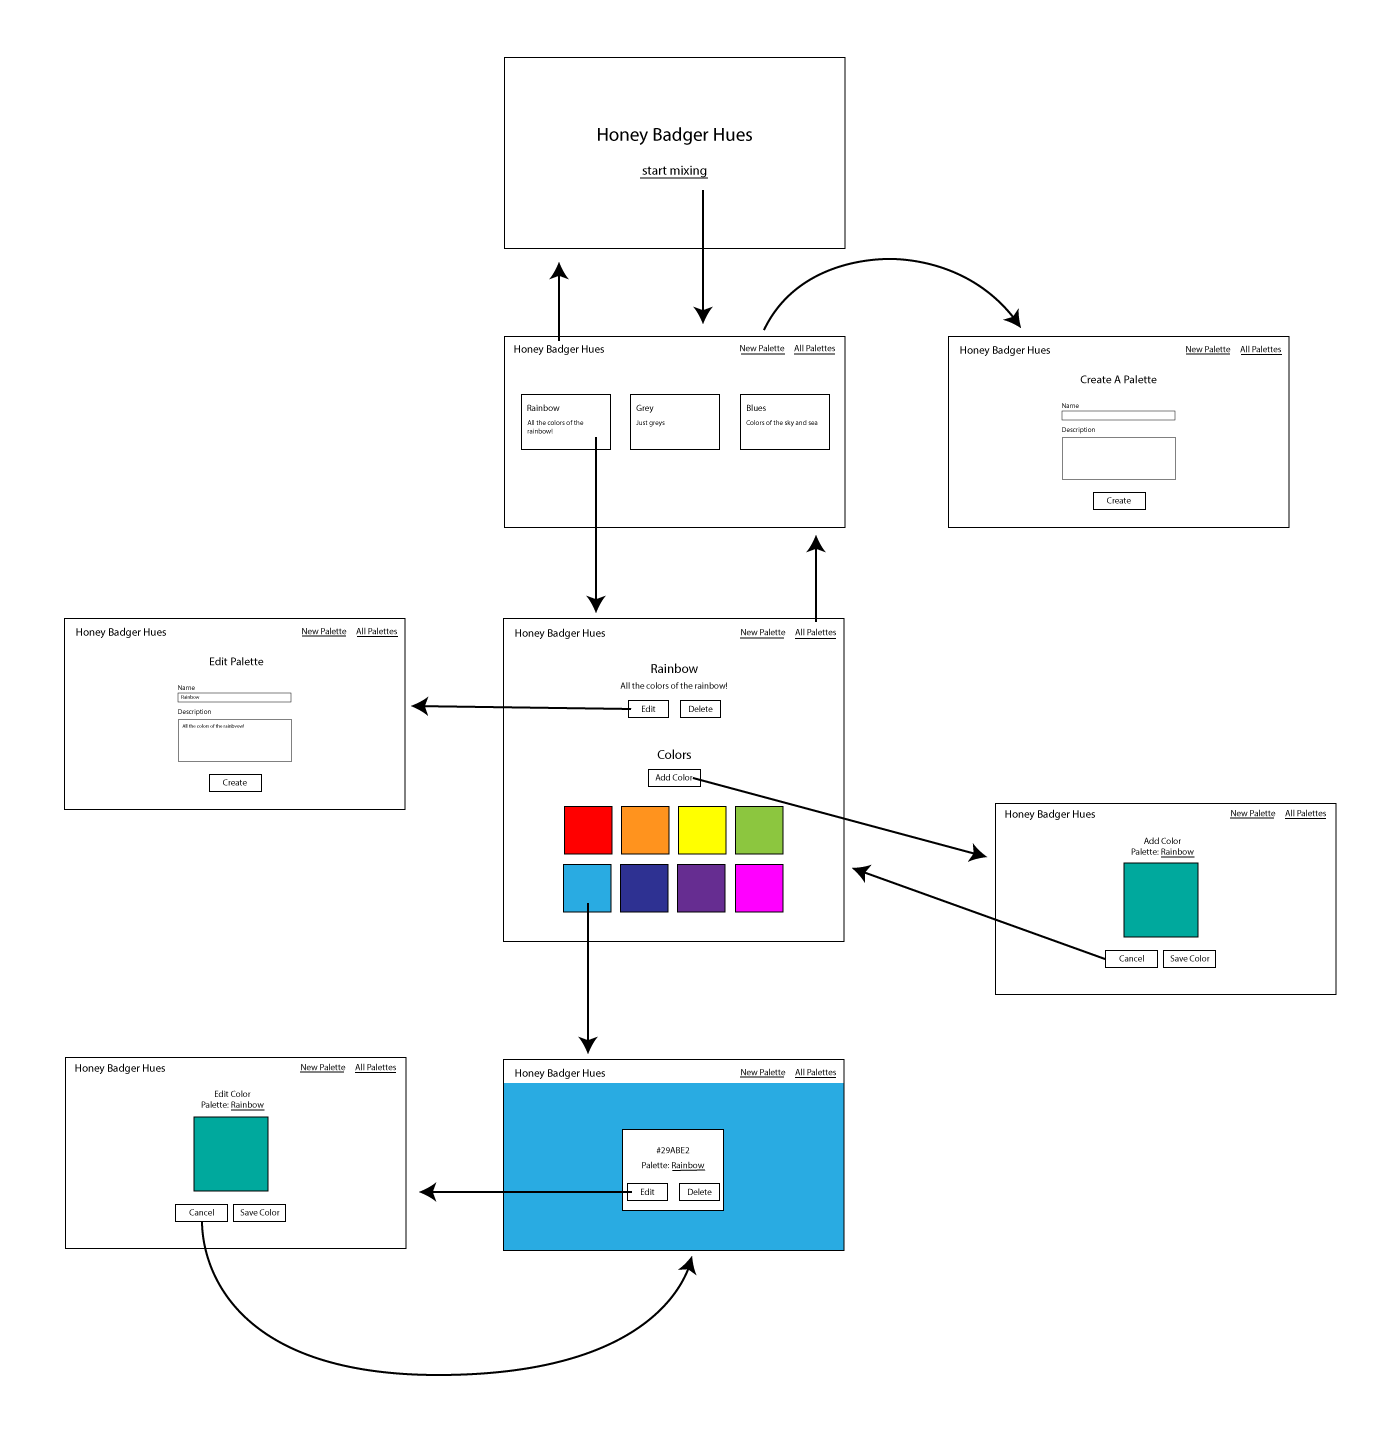 Honey Badger Hues
start mixing
Honey Badger Hues
New Palette
All Palettes
Rainbow
All the colors of the
rainbow!
Grey
Just greys
Blues
Colors of the sky and sea
Honey Badger Hues
New Palette
All Palettes
Create A Palette
Name
Description
Create
Honey Badger Hues
New Palette
All Palettes
Edit Palette
Name
Rainbow
Description
All the colors of the rainbow!
Create
Honey Badger Hues
New Palette
All Palettes
Rainbow
All the colors of the rainbow!
Edit
Delete
Colors
Add Color
Honey Badger Hues
New Palette
All Palettes
Add Color
Palette: Rainbow
Cancel
Save Color
Honey Badger Hues
New Palette
All Palettes
Edit Color
Palette: Rainbow
Cancel
Save Color
Honey Badger Hues
New Palette
All Palettes
#29ABE2
Palette: Rainbow
Edit
Delete